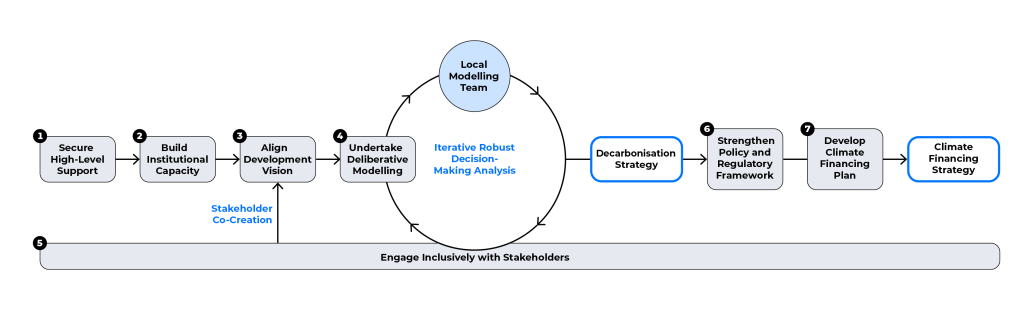 Local
Modelling
Team
1
Secure
High-Level
Support
2
Build
Institutional
Capacity
3
Align
Development
Vision
4
Undertake
Deliberative
Modelling
Iterative Robust
Decision-
Making Analysis
Decarbonisation
Strategy
6
Strengthen
Policy and
Regulatory
Framework
7
Develop
Climate
Financing
Plan
Climate
Financing
Strategy
Stakeholder
Co-Creation
5
Engage Inclusively with Stakeholders